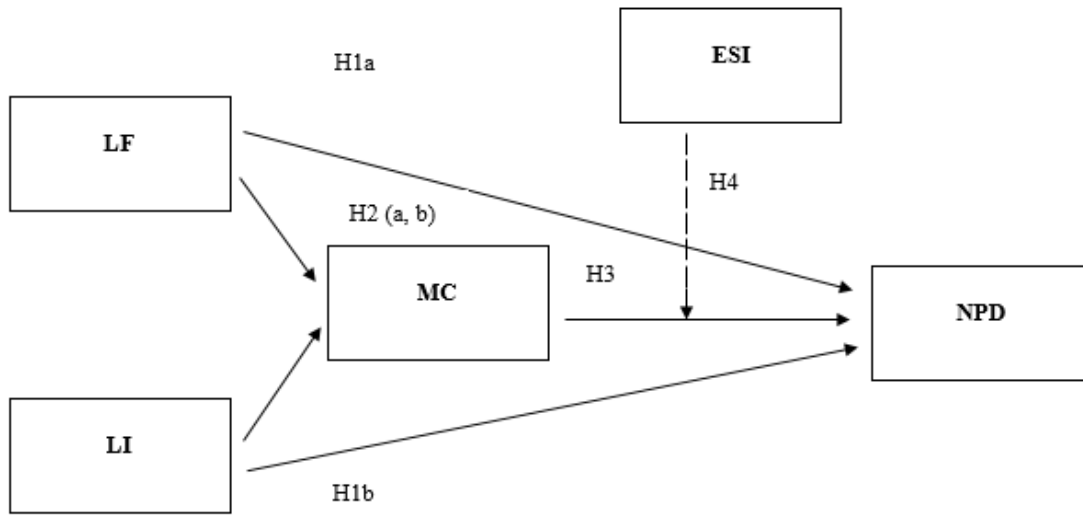 ESI
H1a
LF
H4
H2 (a, b)
H3
MC
NPD
LI
H1b